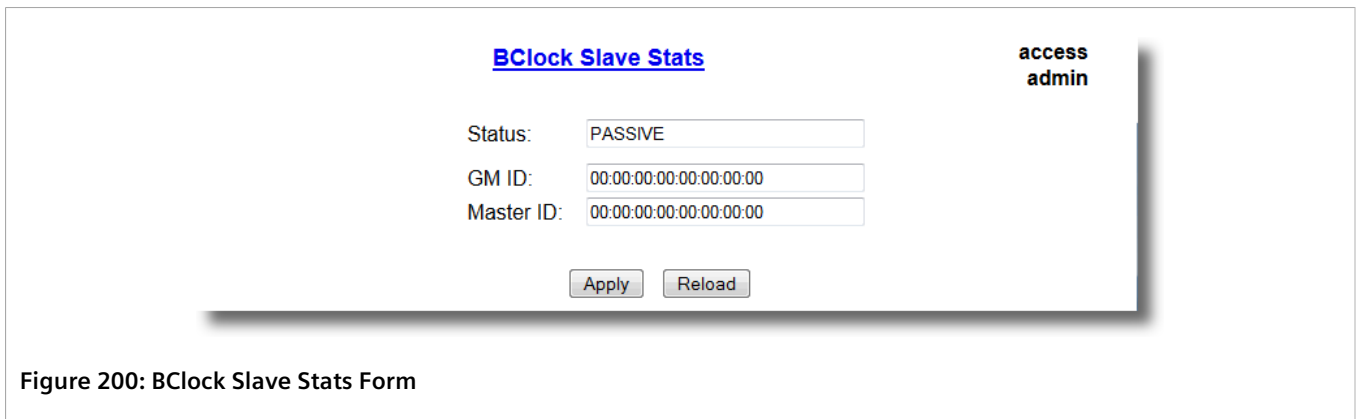 BClock Slave Stats
access
admin
Status: PASSIVE
GM ID: 00:00:00:00:00:00:00:00
Master ID: 00:00:00:00:00:00:00:00
Apply Reload
Figure 200: BClock Slave Stats Form